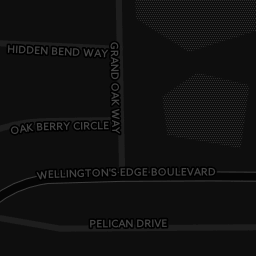 HIDDEN BEND WAY
GRAND OAK WAY
OAK BERRY CIRCLE
WELLINGTON'S EDGE BOULEVARD
PELICAN DRIVE